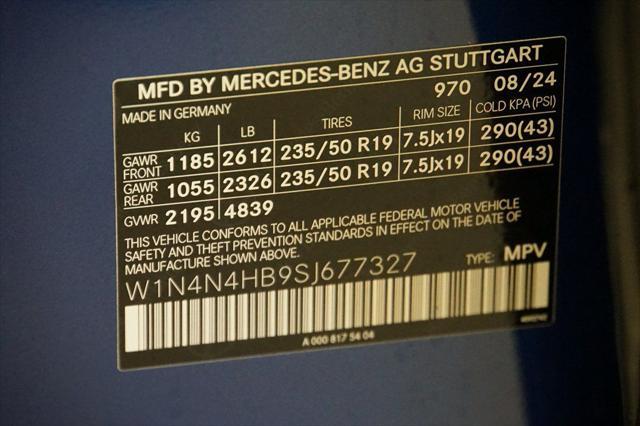 MFD BY MERCEDES-BENZ AG STUTTGART
MADE IN GERMANY 970 08/24
KG LB TIRES RIM SIZE COLD KPA (PSI)
GAWR FRONT 1185 2612 235/50 R19 7.5Jx19 290(43)
GAWR REAR 1055 2326 235/50 R19 7.5Jx19 290(43)
GVWR 2195 4839
THIS VEHICLE CONFORMS TO ALL APPLICABLE FEDERAL MOTOR VEHICLE
SAFETY AND THEFT PREVENTION STANDARDS IN EFFECT ON THE DATE OF
MANUFACTURE SHOWN ABOVE.
W1N4N4HB9SJ677327 TYPE: MPV
A 000 817 54 04